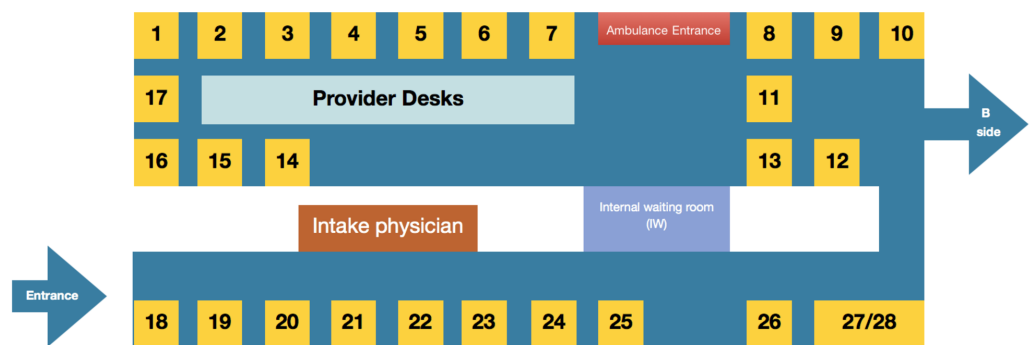 1 2 3 4 5 6 7 Ambulance Entrance 8 9 10
17 Provider Desks 11
B
side
16 15 14 13 12
Internal waiting room
(IW)
Intake physician
Entrance
18 19 20 21 22 23 24 25 26 27/28